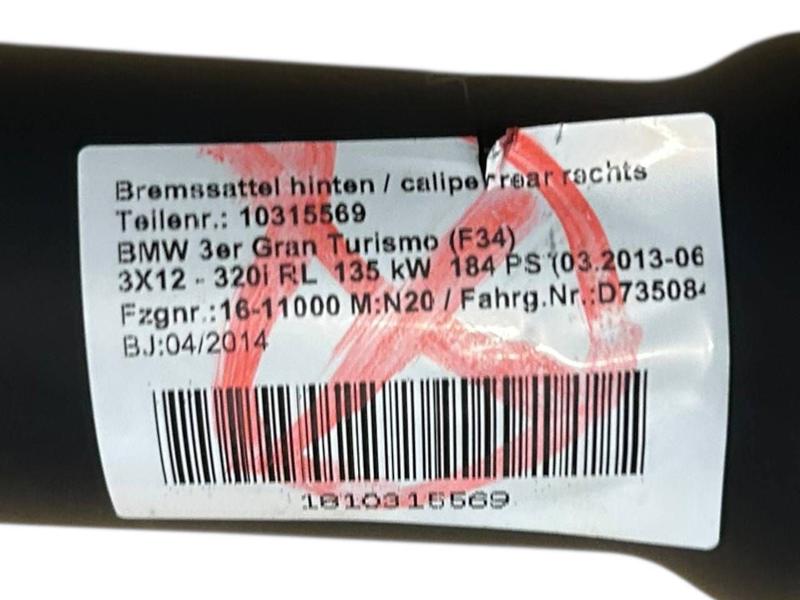 Bremssattel hinten / caliper rear rechts
Teilenr.: 10315569
BMW 3er Gran Turismo (F34)
3X12 - 320i RL 135 kW 184 PS (03.2013-06
Fzgnr.:16-11000 M:N20 / Fahrg.Nr.:D73508
BJ:04/2014
1810315569